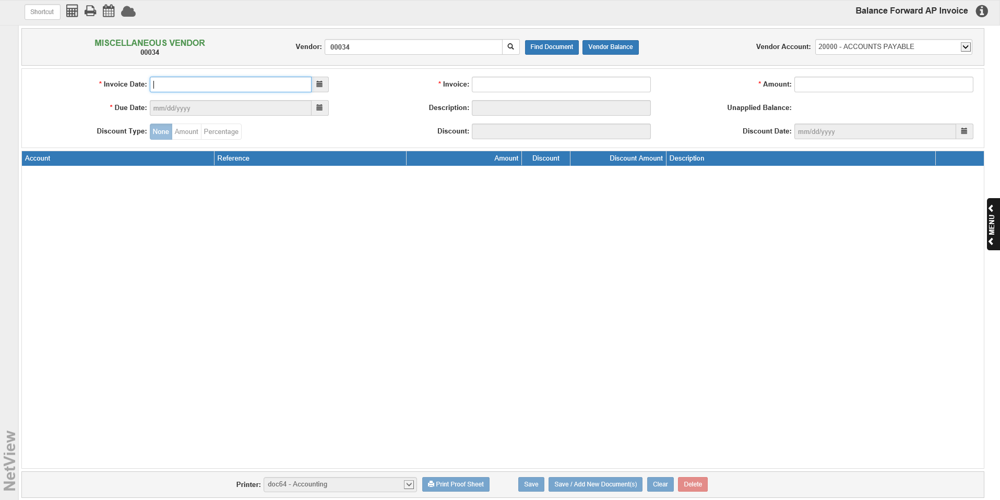 Shortcut
Balance Forward AP Invoice
MISCELLANEOUS VENDOR
00034
Vendor: 00034 Find Document Vendor Balance
Vendor Account: 20000 - ACCOUNTS PAYABLE
* Invoice Date:
* Invoice:
* Amount:
* Due Date: mm/dd/yyyy
Description:
Unapplied Balance:
Discount Type: None Amount Percentage
Discount:
Discount Date: mm/dd/yyyy
Account Reference Amount Discount Discount Amount Description
MENU
NetView
Printer: doc64 - Accounting Print Proof Sheet Save Save / Add New Document(s) Clear Delete